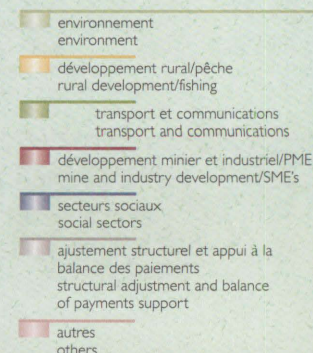 environnement
environment
développement rural/pêche
rural development/fishing
transport et communications
transport and communications
développement minier et industriel/PME
mine and industry development/SME's
secteurs sociaux
social sectors
ajustement structurel et appui à la
balance des paiements
structural adjustment and balance
of payments support
autres
others